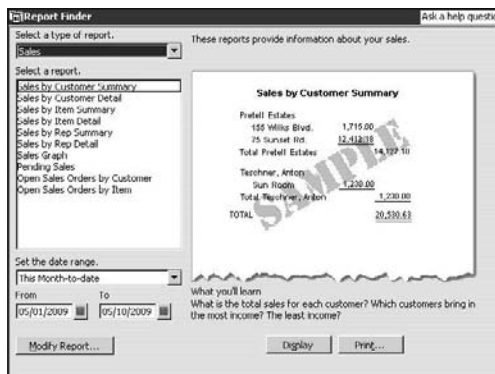 Report Finder
Ask a help questio
Select a type of report.
Sales
These reports provide information about your sales.
Select a report.
Sales by Customer Summary
Sales by Customer Detail
Sales by Item Summary
Sales by Item Detail
Sales by Rep Summary
Sales by Rep Detail
Sales Graph
Pending Sales
Open Sales Orders by Customer
Open Sales Orders by Item
Sales by Customer Summary
Pretell Estates
155 Wilks Blvd. 1,715.00
75 Sunset Rd. 12,412.18
Total Pretell Estates 14,127.10
Teschner, Anton
Sun Room 1,230.00
Total Teschner, Anton 1,230.00
TOTAL 20,530.63
SAMPLE
Set the date range.
This Month-to-date
From To
05/01/2009 05/10/2009
What you'll learn
What is the total sales for each customer? Which customers bring in
the most income? The least income?
Modify Report...
Display Print...